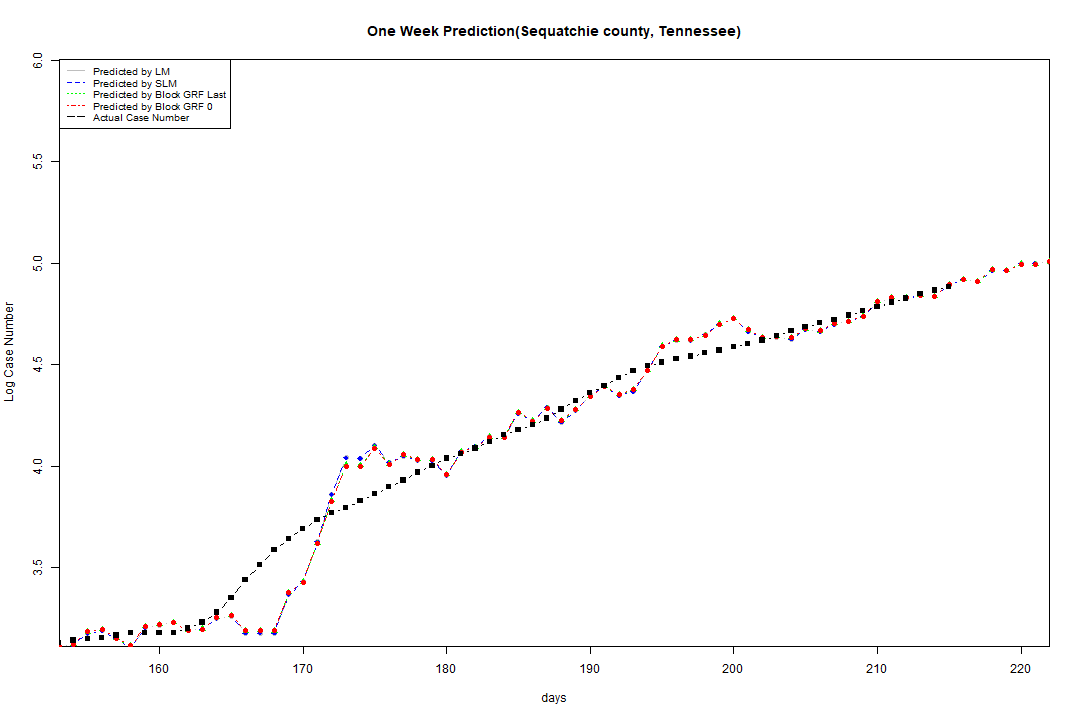 One Week Prediction(Sequatchie county, Tennessee)
Predicted by LM
Predicted by SLM
Predicted by Block GRF Last
Predicted by Block GRF 0
Actual Case Number
6.0
5.5
5.0
4.5
4.0
3.5
Log Case Number
160 170 180 190 200 210 220
days